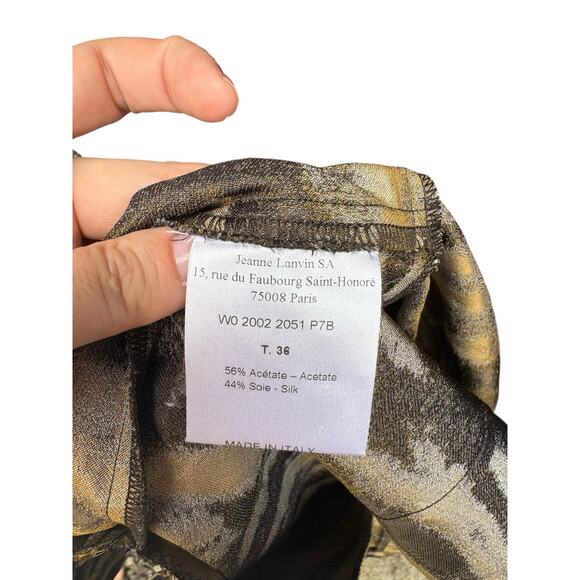 Jeanne Lanvin SA
15, rue du Faubourg Saint-Honoré
75008 Paris
W0 2002 2051 P7B
T. 36
56% Acétate – Acetate
44% Soie - Silk
MADE IN ITALY